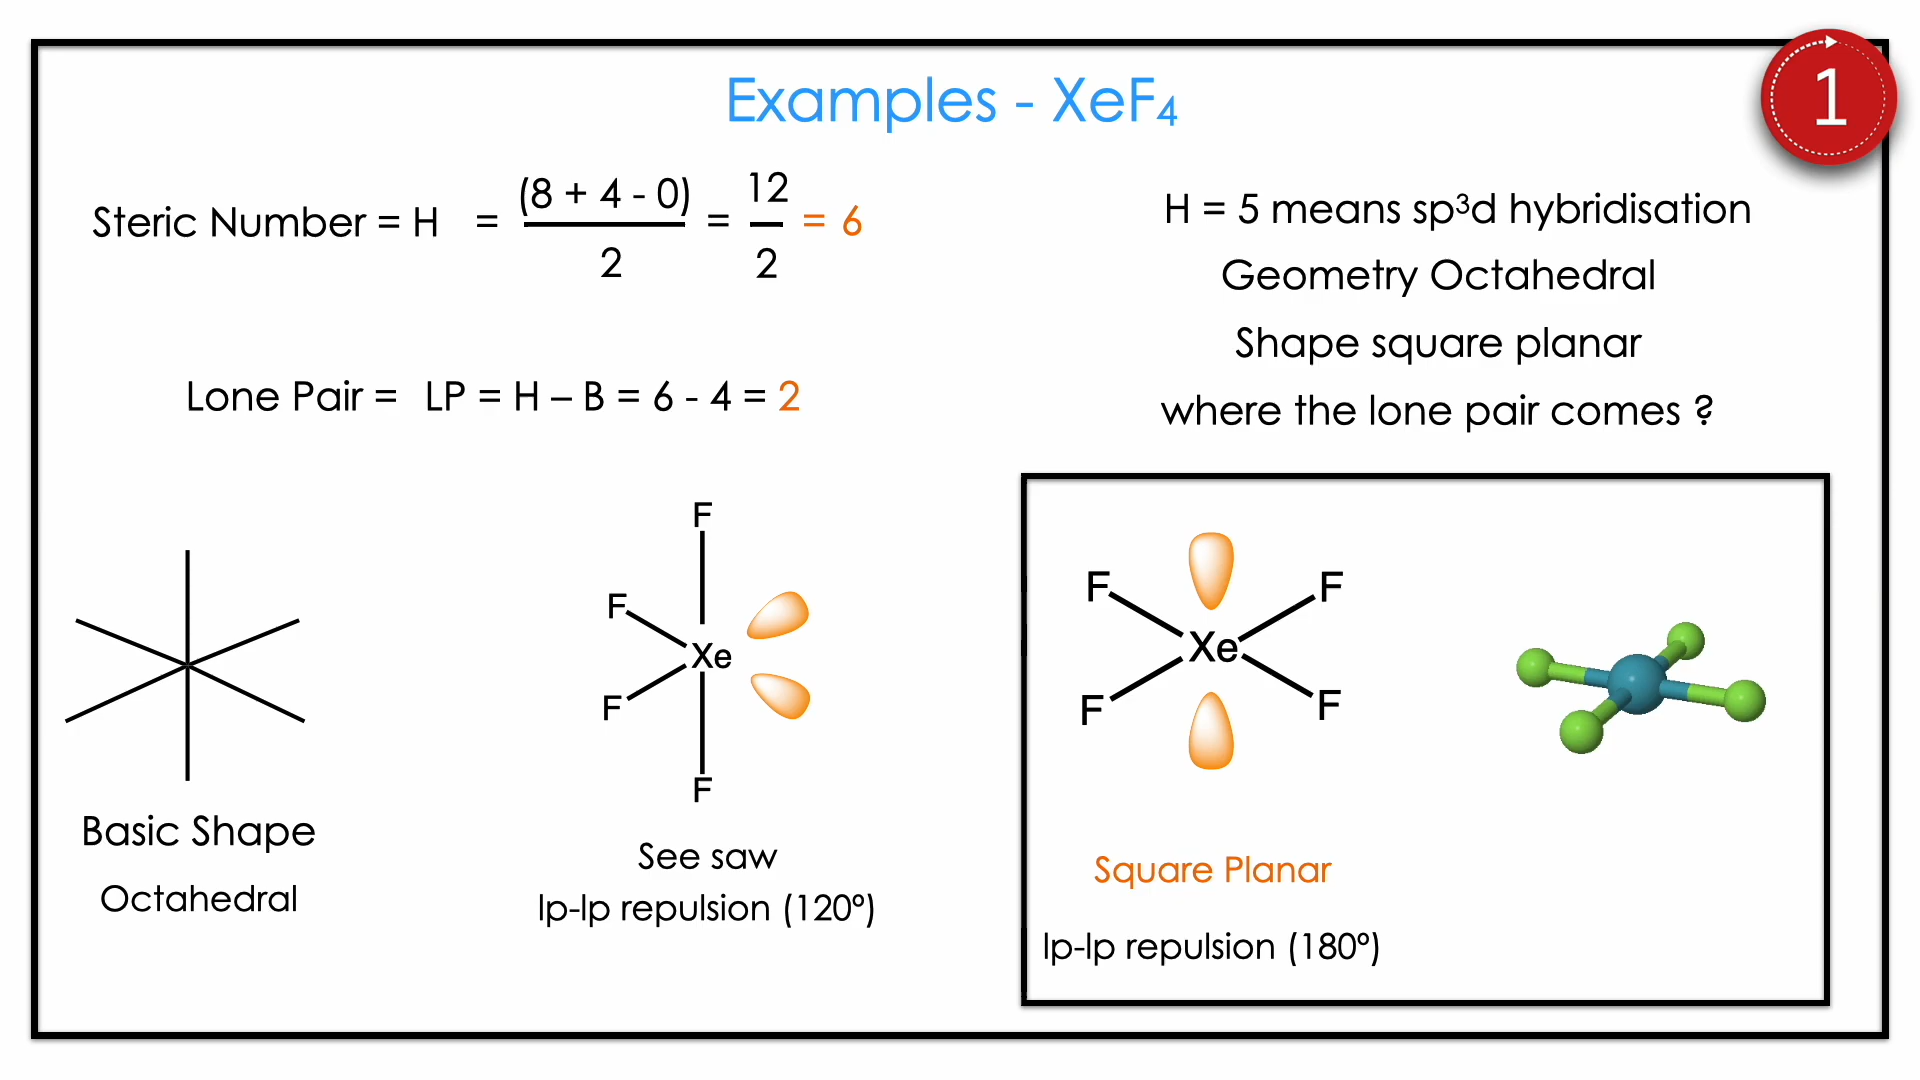 Examples - XeF₄
1
Steric Number = H = (8 + 4 - 0) / 2 = 12 / 2 = 6
H = 5 means sp³d hybridisation
Geometry Octahedral
Shape square planar
where the lone pair comes ?
Lone Pair = LP = H – B = 6 - 4 = 2
Basic Shape
Octahedral
F
F
Xe
F
F
See saw
lp-lp repulsion (120º)
F F
Xe
F F
Square Planar
lp-lp repulsion (180º)